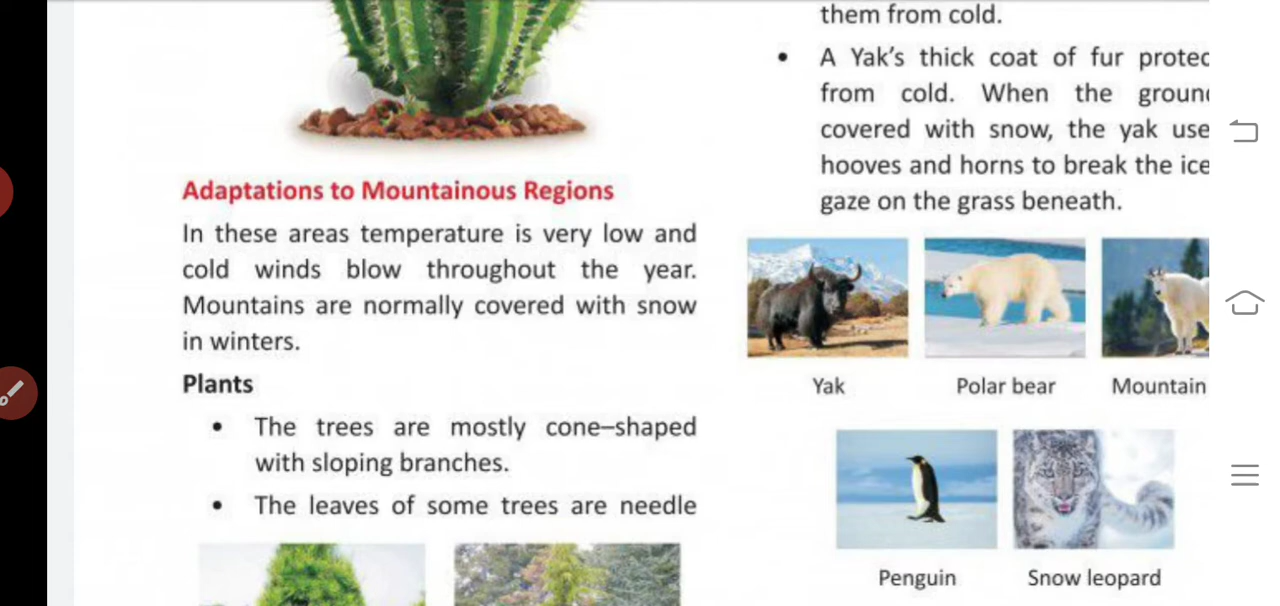 Adaptations to Mountainous Regions
In these areas temperature is very low and
cold winds blow throughout the year.
Mountains are normally covered with snow
in winters.
Plants
• The trees are mostly cone–shaped
with sloping branches.
• The leaves of some trees are needle
them from cold.
• A Yak's thick coat of fur protec
from cold. When the groun
covered with snow, the yak use
hooves and horns to break the ice
gaze on the grass beneath.
Yak
Polar bear
Mountain
Penguin
Snow leopard